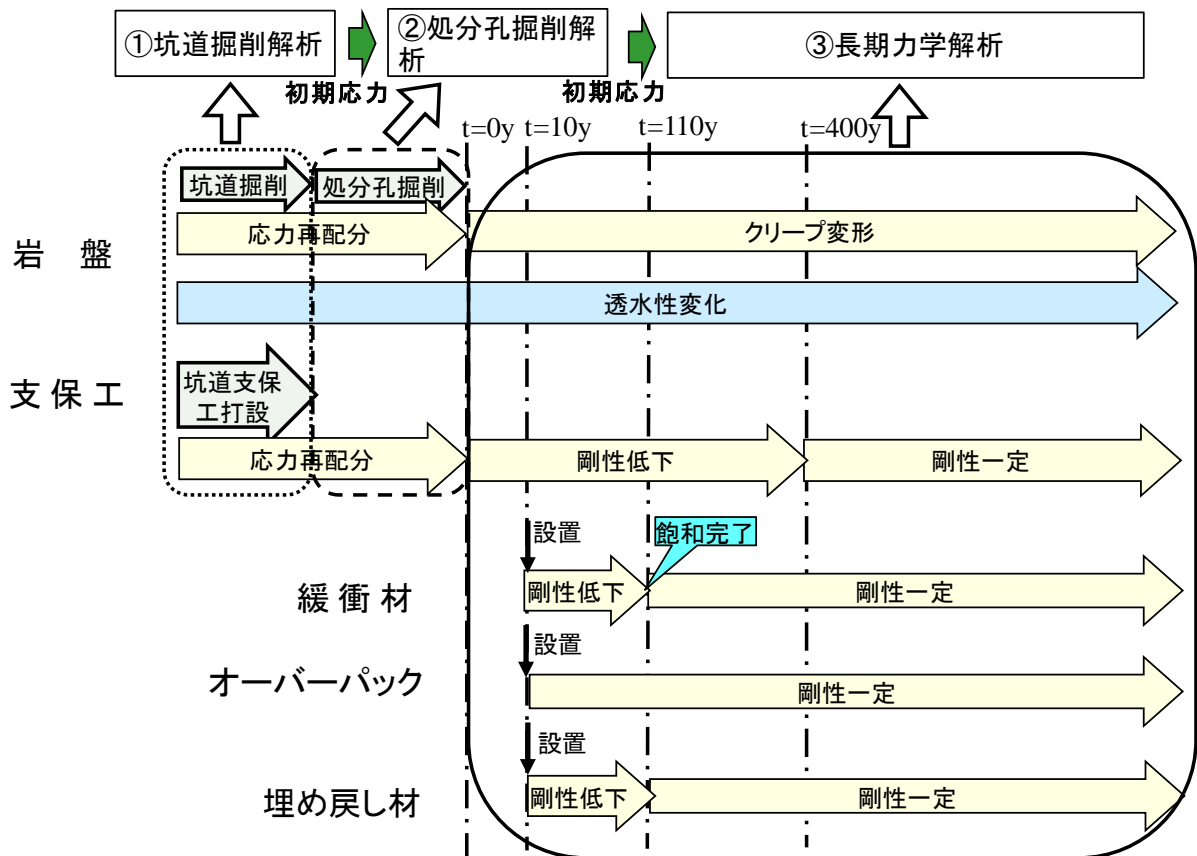 ①坑道掘削解析
②処分孔掘削解
析
③長期力学解析
初期応力
初期応力
t=0y
t=10y
t=110y
t=400y
坑道掘削
処分孔掘削
岩　盤
応力再配分
クリープ変形
透水性変化
支 保 工
坑道支保
工打設
応力再配分
剛性低下
剛性一定
設置
飽和完了
緩 衝 材
剛性低下
剛性一定
設置
オーバーパック
剛性一定
設置
埋め戻し材
剛性低下
剛性一定